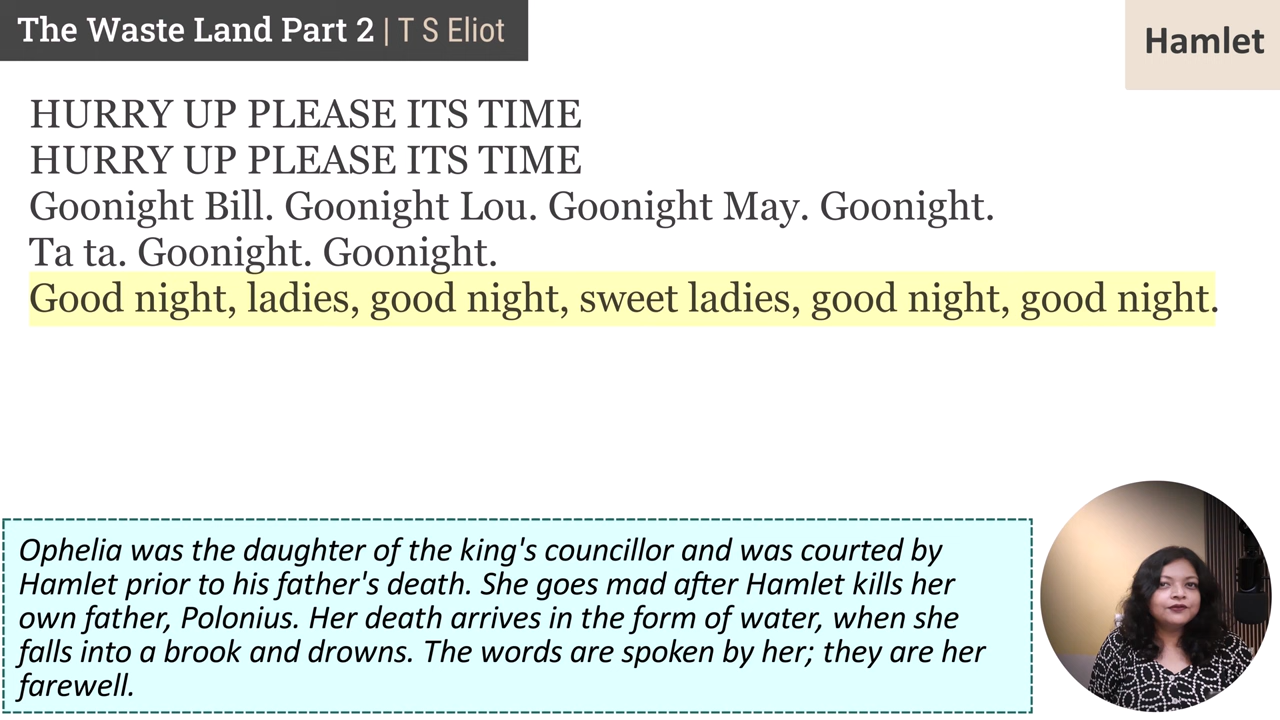 The Waste Land Part 2 | T S Eliot
Hamlet
HURRY UP PLEASE ITS TIME
HURRY UP PLEASE ITS TIME
Goonight Bill. Goonight Lou. Goonight May. Goonight.
Ta ta. Goonight. Goonight.
Good night, ladies, good night, sweet ladies, good night, good night.
Ophelia was the daughter of the king's councillor and was courted by
Hamlet prior to his father's death. She goes mad after Hamlet kills her
own father, Polonius. Her death arrives in the form of water, when she
falls into a brook and drowns. The words are spoken by her; they are her
farewell.